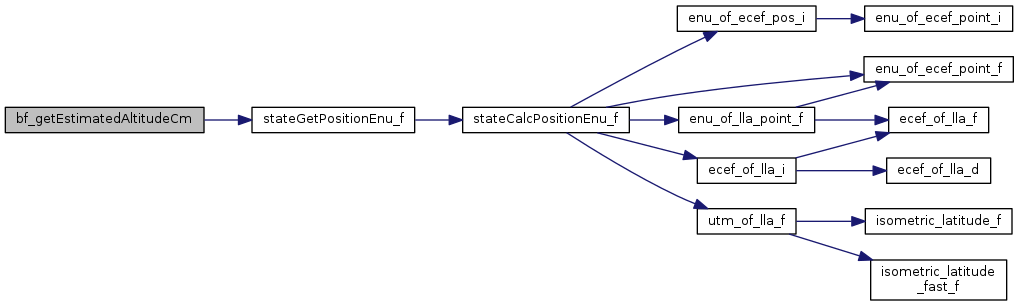 enu_of_ecef_pos_i
enu_of_ecef_point_i
enu_of_ecef_point_f
bf_getEstimatedAltitudeCm
stateGetPositionEnu_f
stateCalcPositionEnu_f
enu_of_lla_point_f
ecef_of_lla_f
ecef_of_lla_i
ecef_of_lla_d
utm_of_lla_f
isometric_latitude_f
isometric_latitude
_fast_f